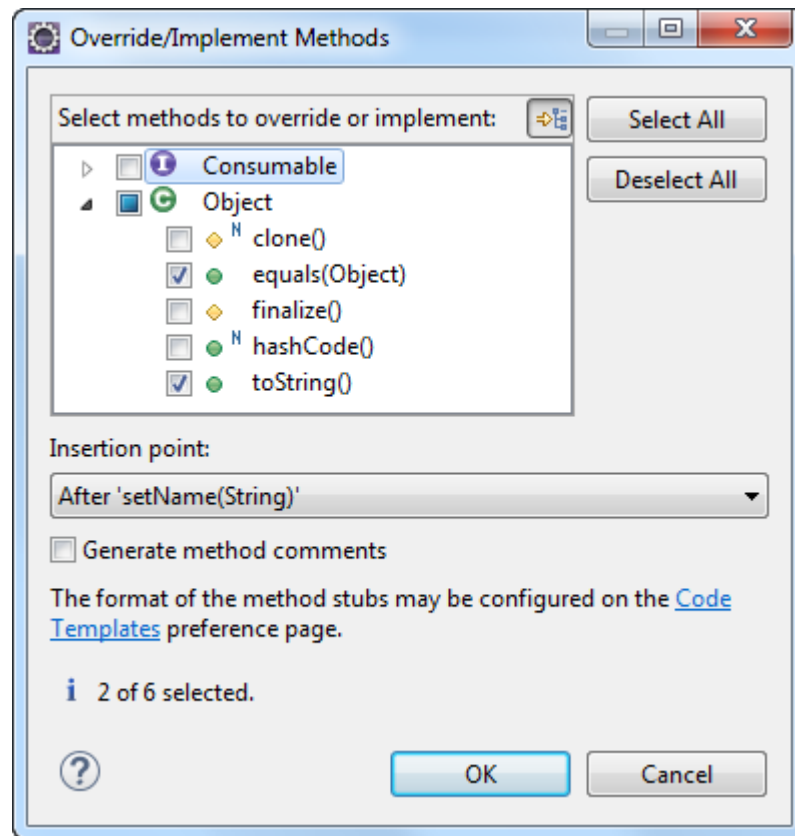 Override/Implement Methods
Select methods to override or implement:
Select All
Deselect All
I Consumable
C Object
N clone()
equals(Object)
finalize()
N hashCode()
toString()
Insertion point:
After 'setName(String)'
Generate method comments
The format of the method stubs may be configured on the Code
Templates preference page.
i 2 of 6 selected.
?
OK
Cancel